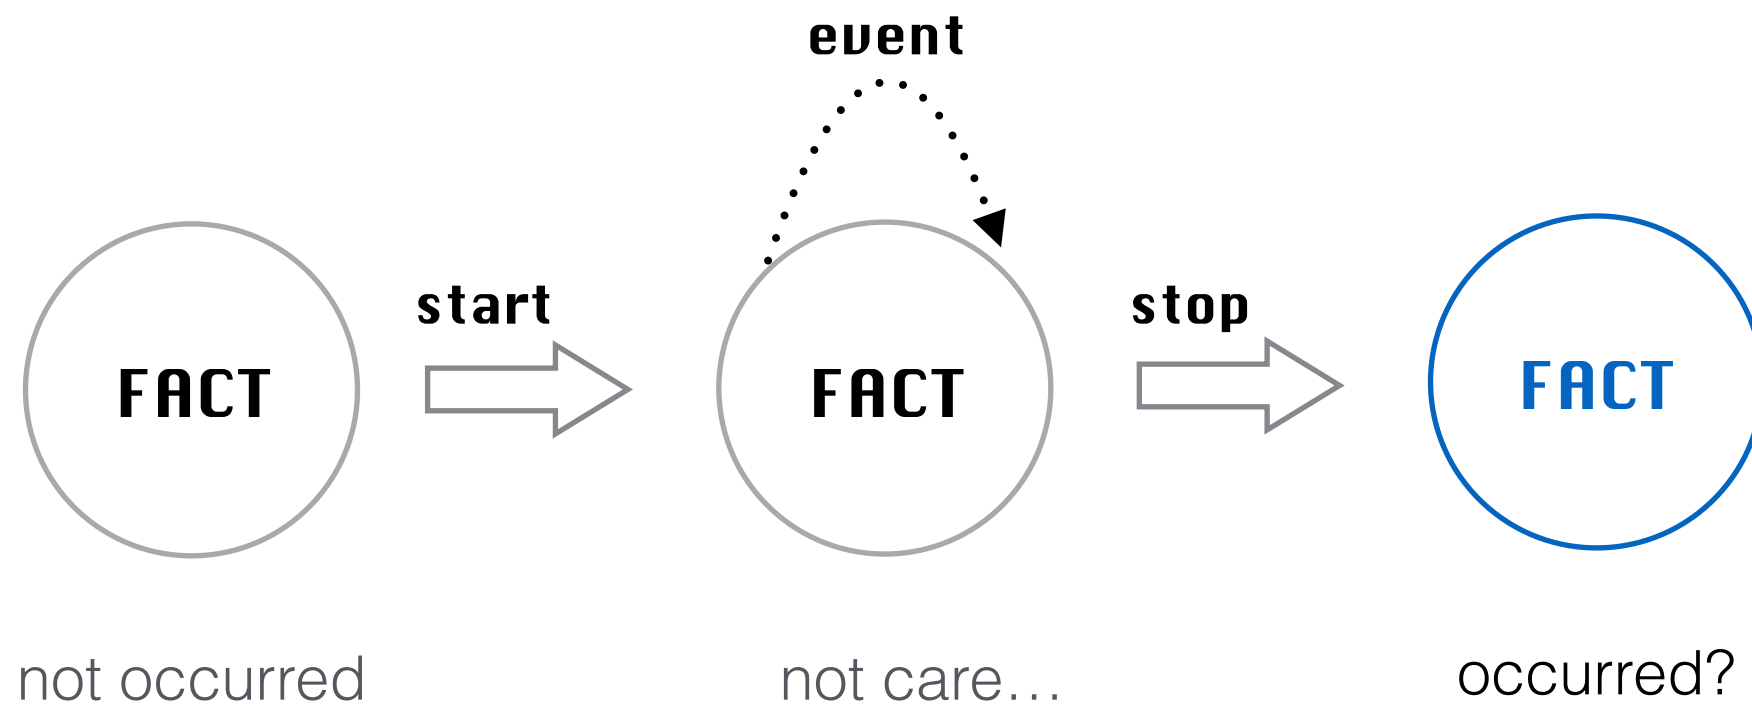 event
start
stop
FACT
FACT
FACT
not occurred
not care...
occurred?